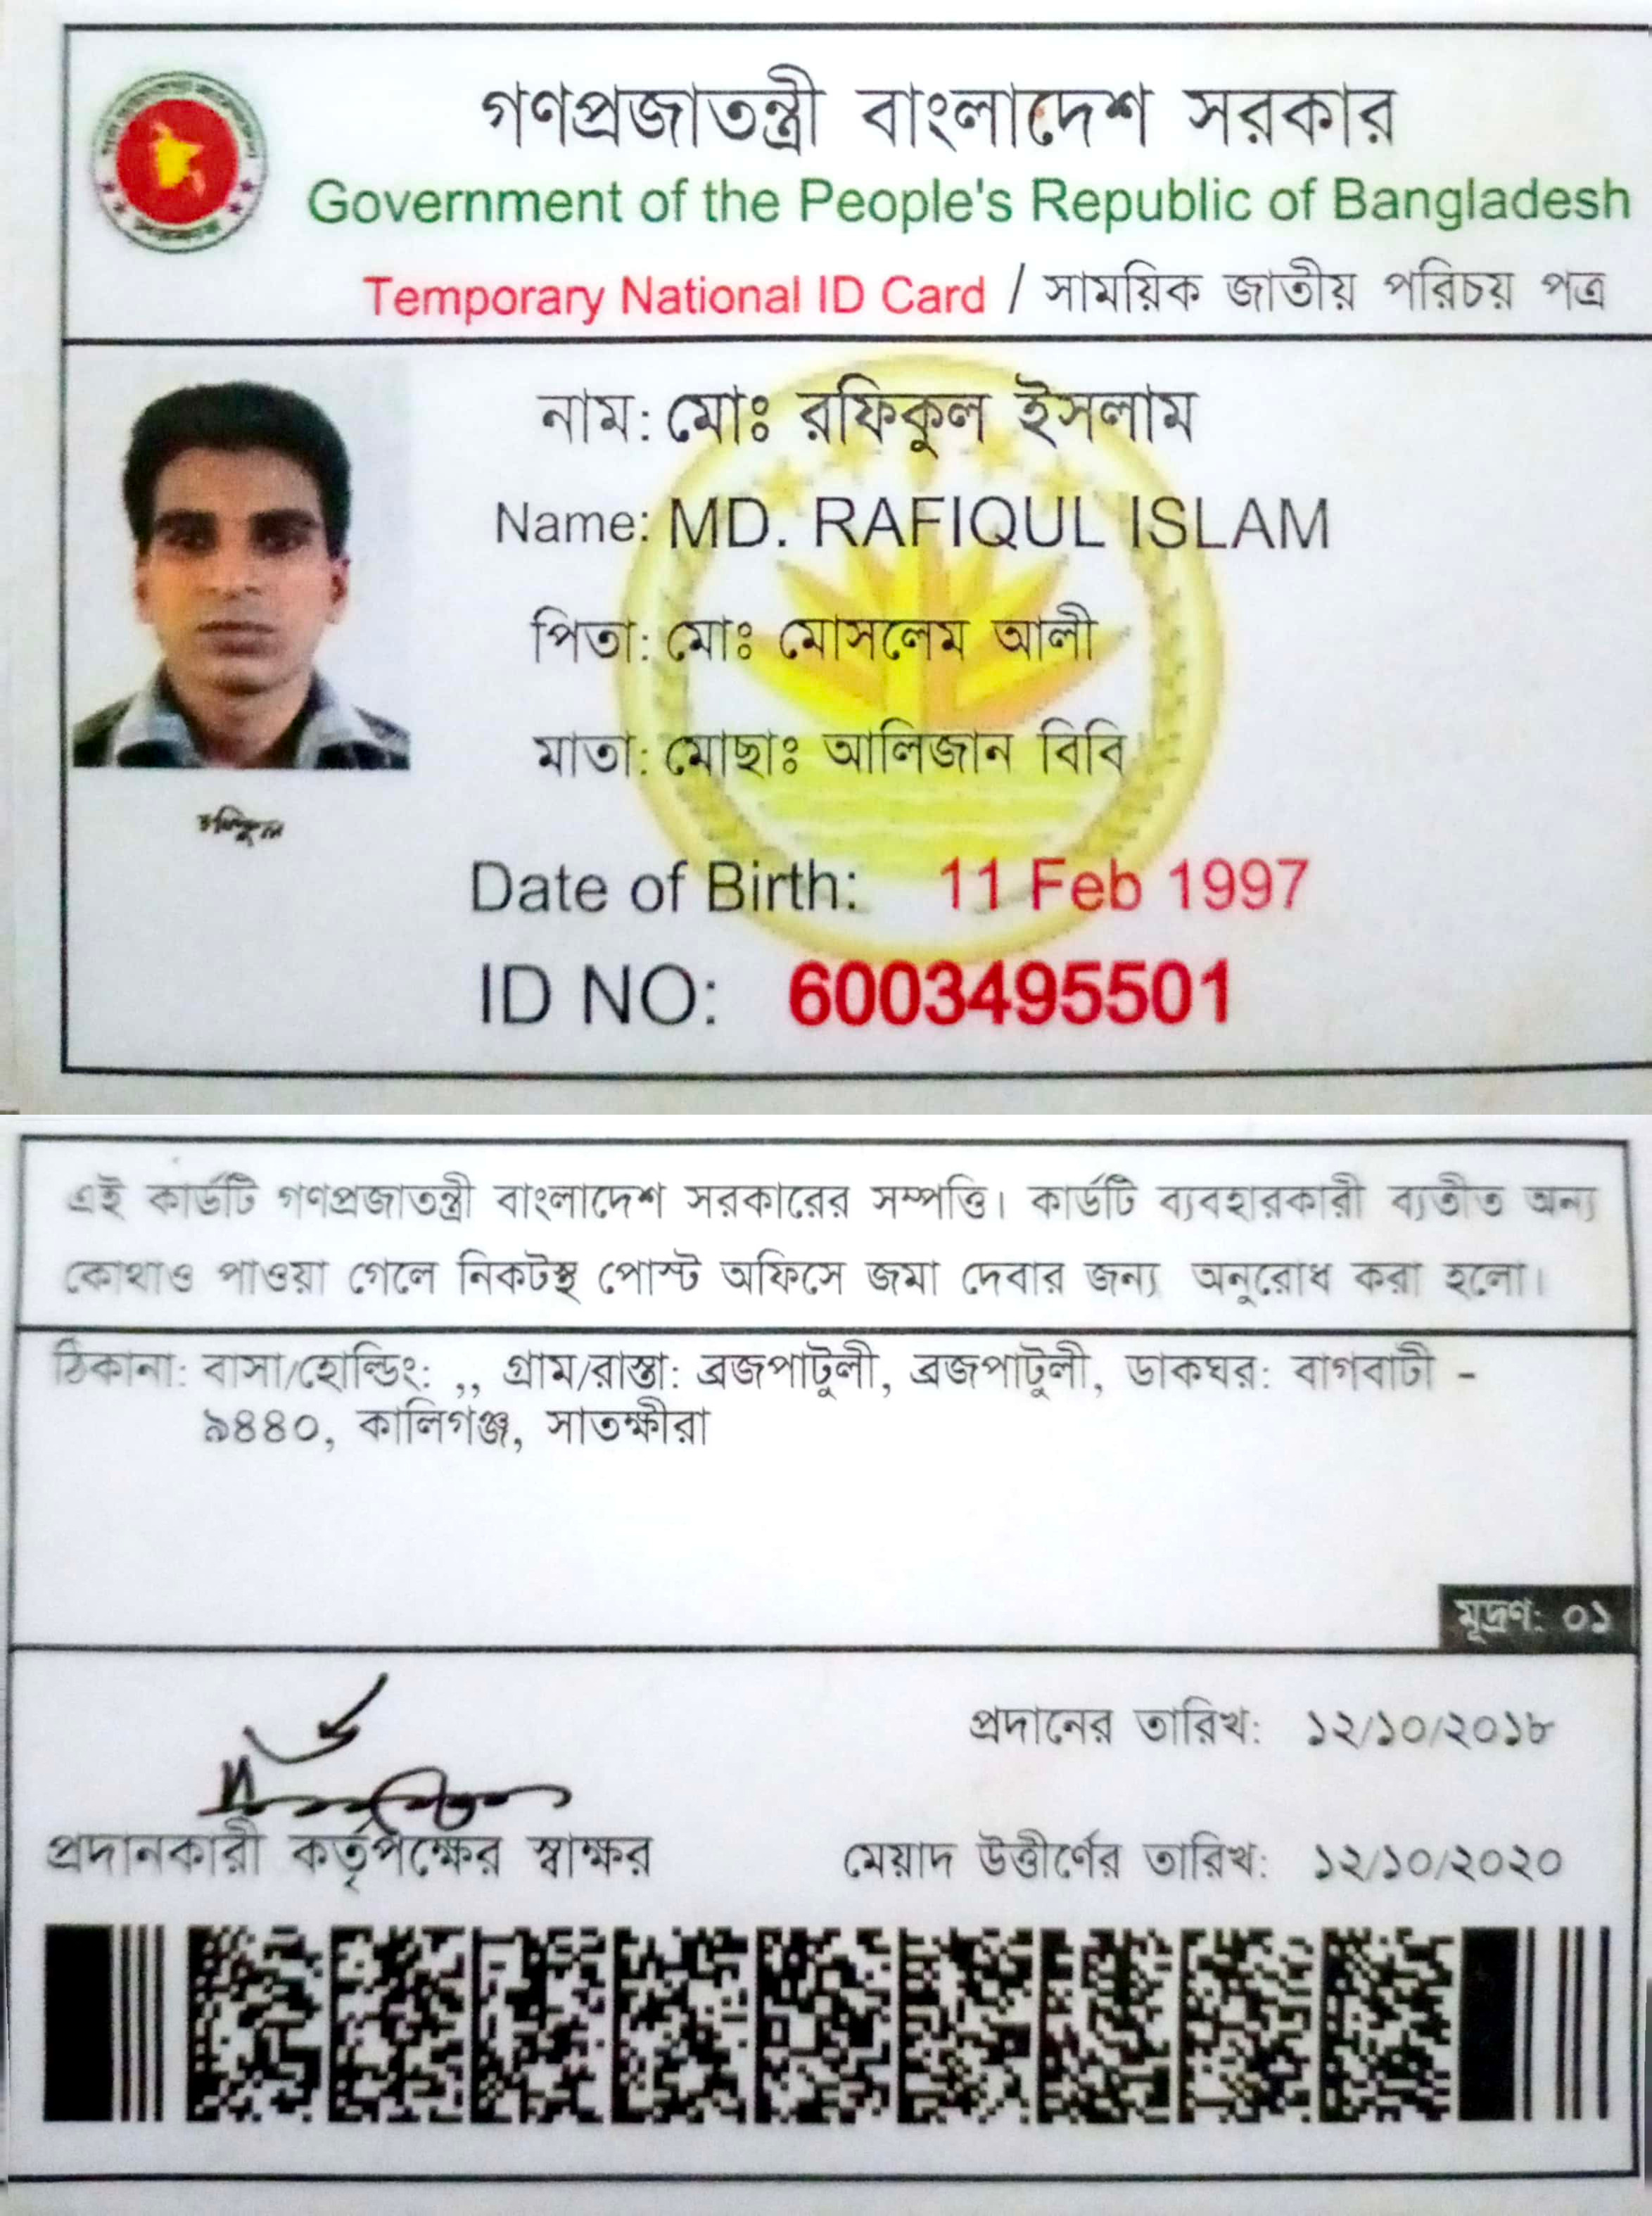 গণপ্রজাতন্ত্রী বাংলাদেশ সরকার
Government of the People's Republic of Bangladesh
Temporary National ID Card / সাময়িক জাতীয় পরিচয় পত্র
নাম: মোঃ রফিকুল ইসলাম
Name: MD. RAFIQUL ISLAM
পিতা: মোঃ মোসলেম আলী
মাতা: মোছাঃ আলিজান বিবি
রফিকুল
Date of Birth: 11 Feb 1997
ID NO: 6003495501
এই কার্ডটি গণপ্রজাতন্ত্রী বাংলাদেশ সরকারের সম্পত্তি। কার্ডটি ব্যবহারকারী ব্যতীত অন্য
কোথাও পাওয়া গেলে নিকটস্থ পোস্ট অফিসে জমা দেবার জন্য অনুরোধ করা হলো।
ঠিকানা: বাসা/হোল্ডিং: ,, গ্রাম/রাস্তা: ব্রজপাটুলী, ব্রজপাটুলী, ডাকঘর: বাগবাটী -
৯৪৪০, কালিগঞ্জ, সাতক্ষীরা
মূদ্রণ: ০১
প্রদানের তারিখ: ১২/১০/২০১৮
প্রদানকারী কর্তৃপক্ষের স্বাক্ষর
মেয়াদ উত্তীর্ণের তারিখ: ১২/১০/২০২০